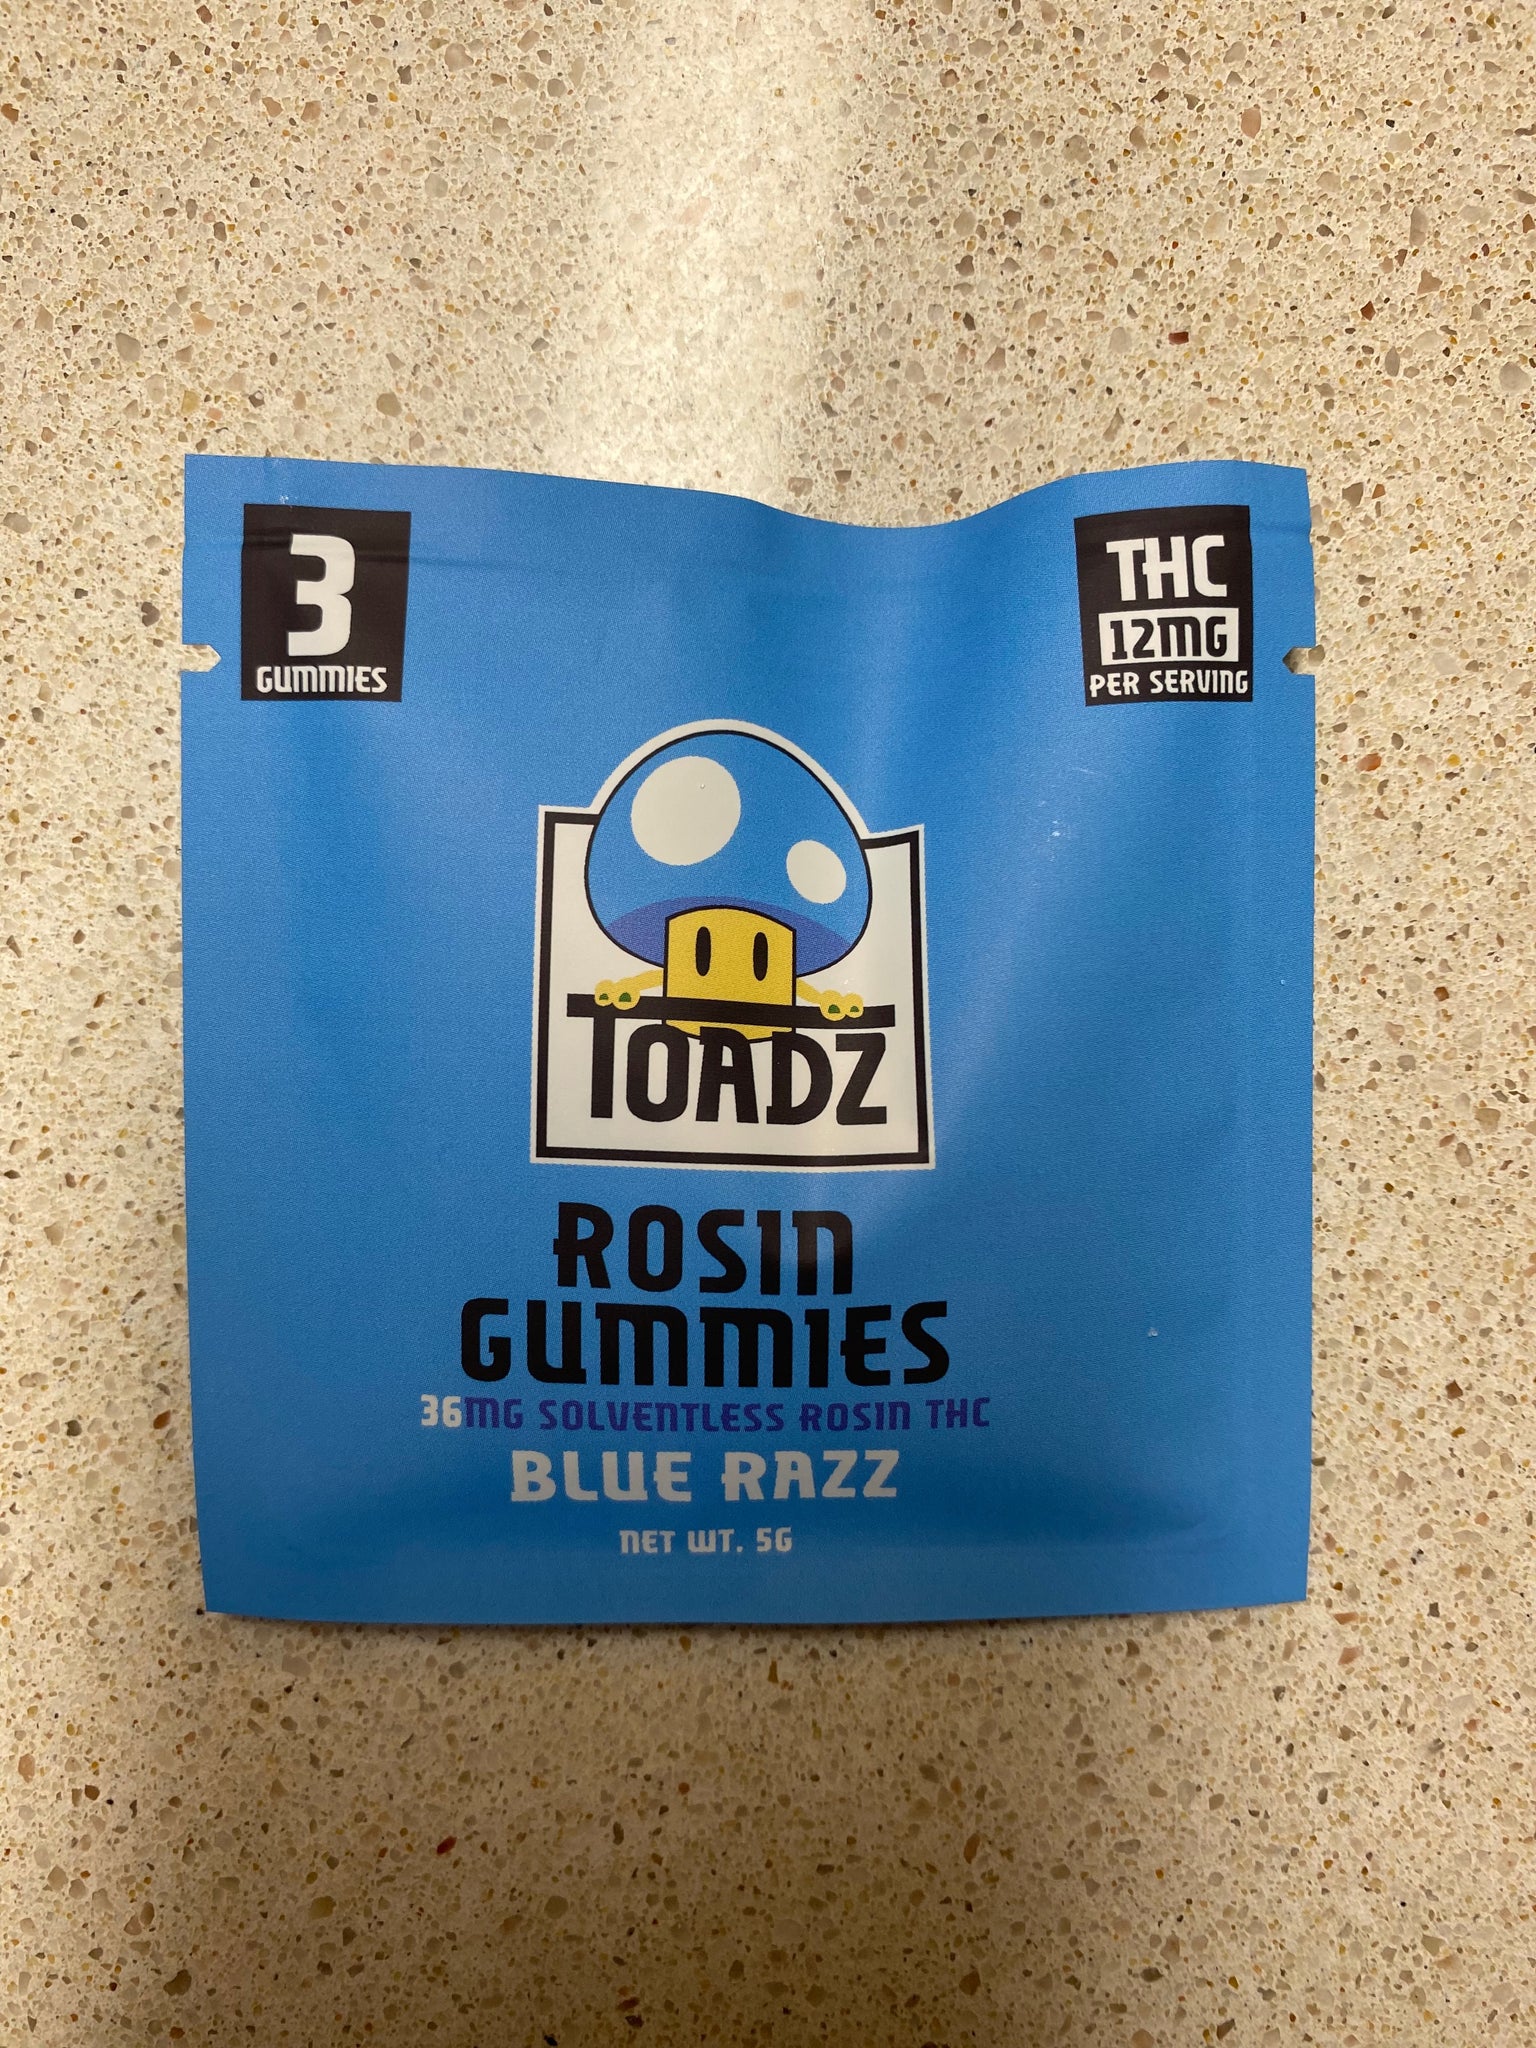 3
GUMMIES
THC
12MG
PER SERVING
TOADZ
ROSIN
GUMMIES
36MG SOLVENTLESS ROSIN THC
BLUE RAZZ
NET WT. 5G